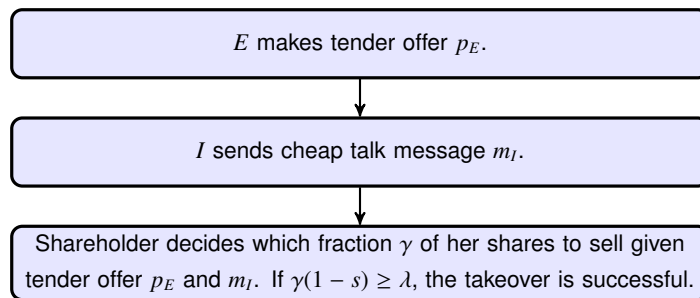 E makes tender offer p_E.
I sends cheap talk message m_I.
Shareholder decides which fraction γ of her shares to sell given
tender offer p_E and m_I. If γ(1 − s) ≥ λ, the takeover is successful.